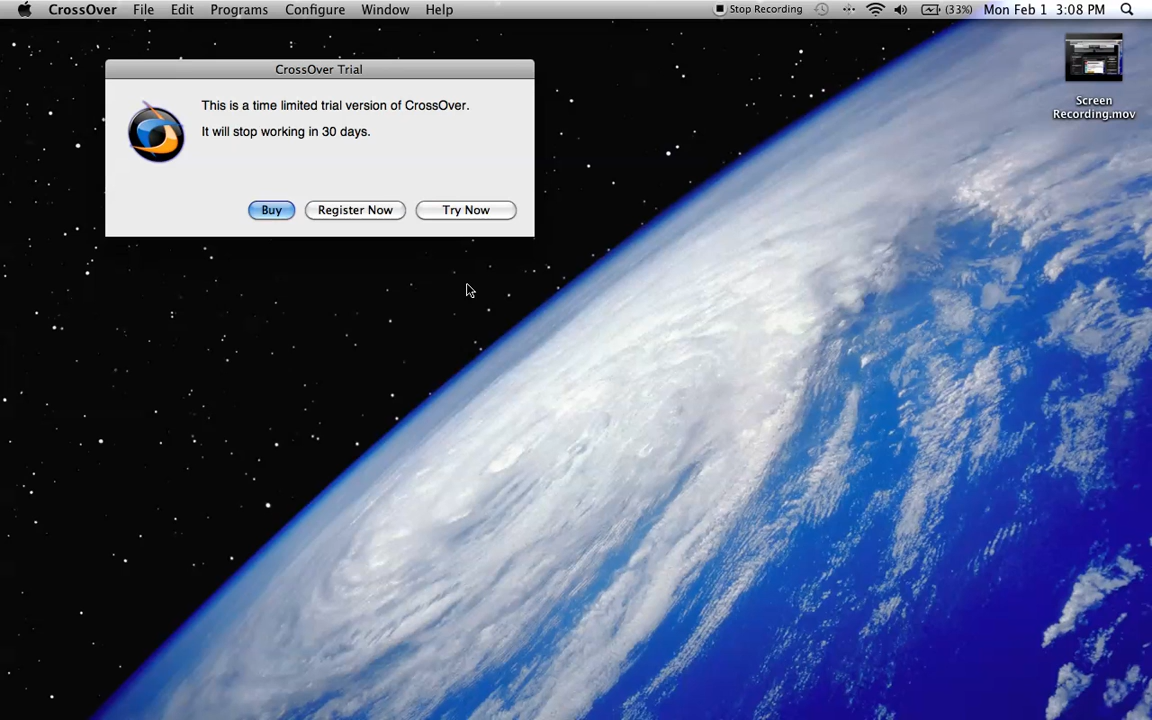 CrossOver File Edit Programs Configure Window Help Stop Recording (33%) Mon Feb 1 3:08 PM
CrossOver Trial
This is a time limited trial version of CrossOver.
It will stop working in 30 days.
Buy Register Now Try Now
Screen
Recording.mov